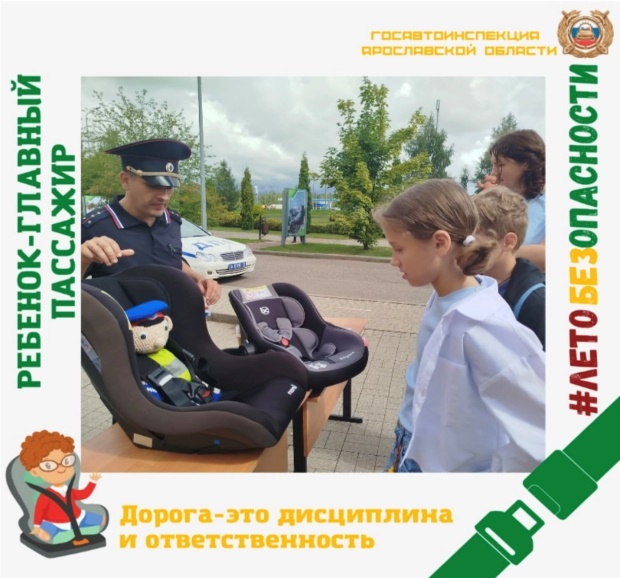 ГОСАВТОИНСПЕКЦИЯ
ЯРОСЛАВСКОЙ ОБЛАСТИ
РЕБЕНОК-ГЛАВНЫЙ
ПАССАЖИР
#ЛЕТОБЕЗОПАСНОСТИ
Дорога-это дисциплина
и ответственность